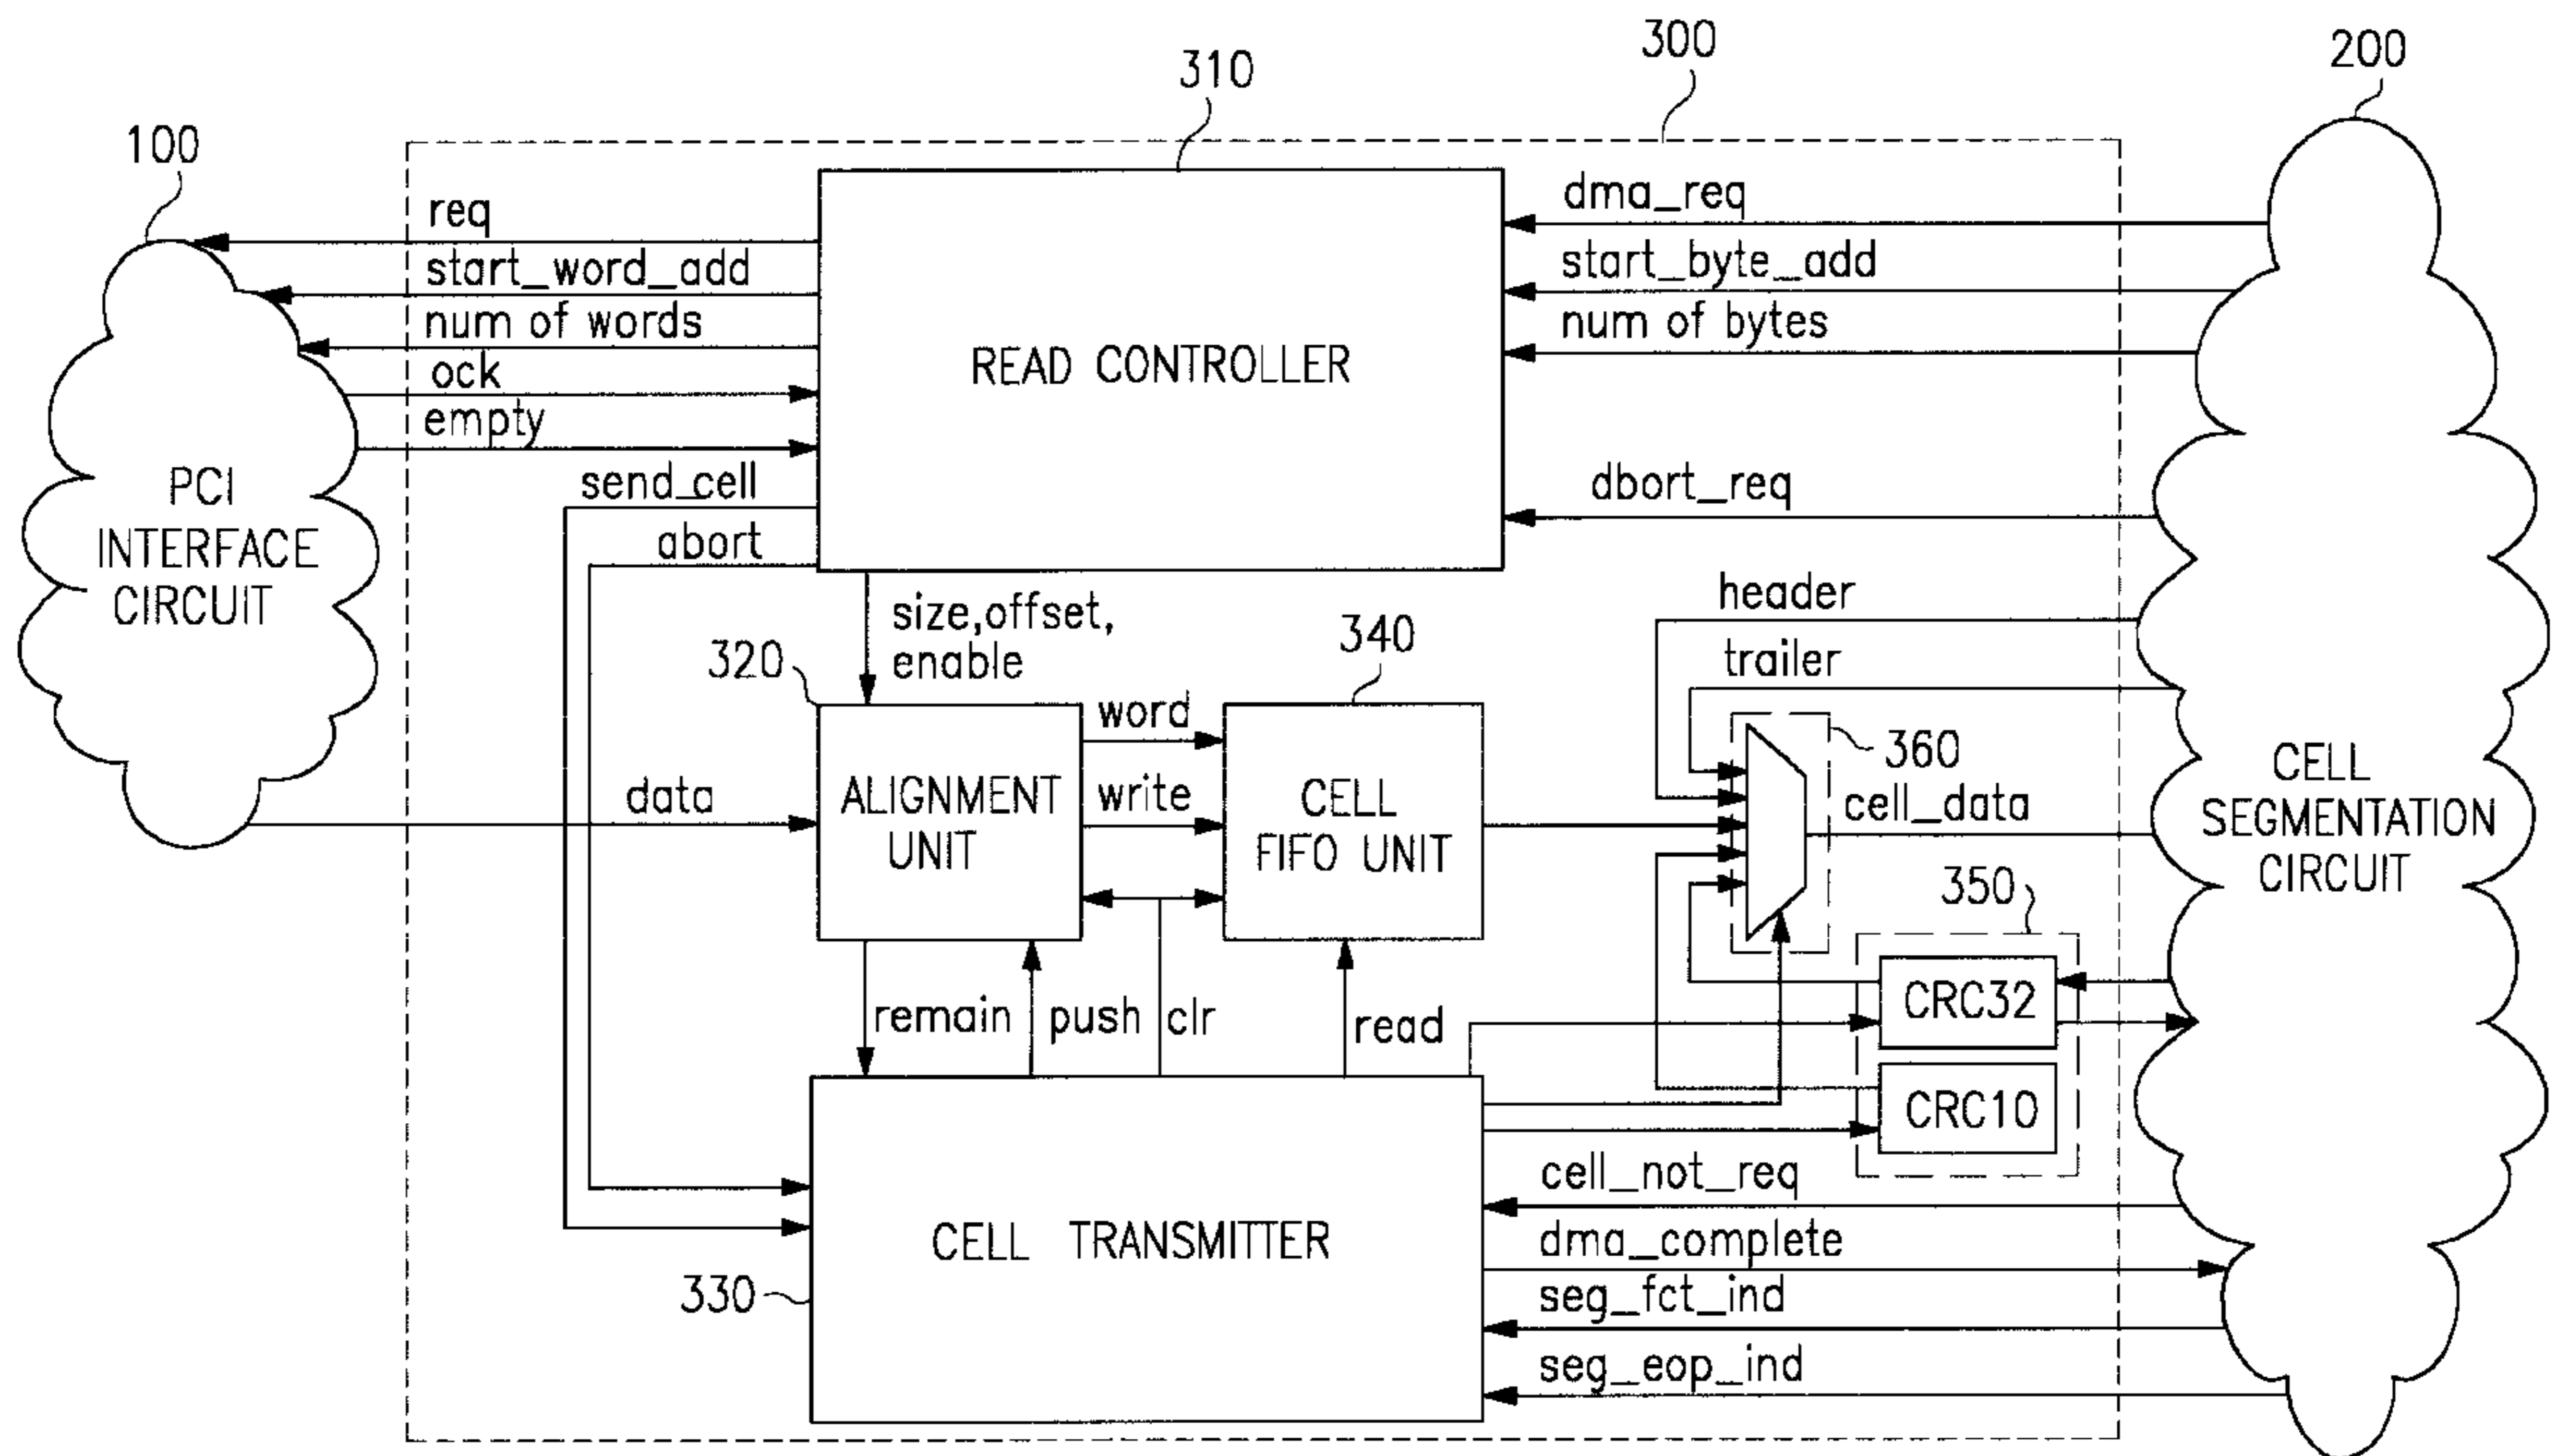 300
200
310
100
req
start_word_add
num of words
ock
empty
send_cell
abort
READ CONTROLLER
dma_req
start_byte_add
num of bytes
dbort_req
PCI
INTERFACE
CIRCUIT
size,offset,
enable
header
trailer
320
340
360
word
write
data
ALIGNMENT
UNIT
CELL
FIFO UNIT
cell_data
CELL
SEGMENTATION
CIRCUIT
350
remain
push
clr
read
CRC32
CRC10
cell_not_req
dma_complete
seg_fct_ind
seg_eop_ind
CELL TRANSMITTER
330